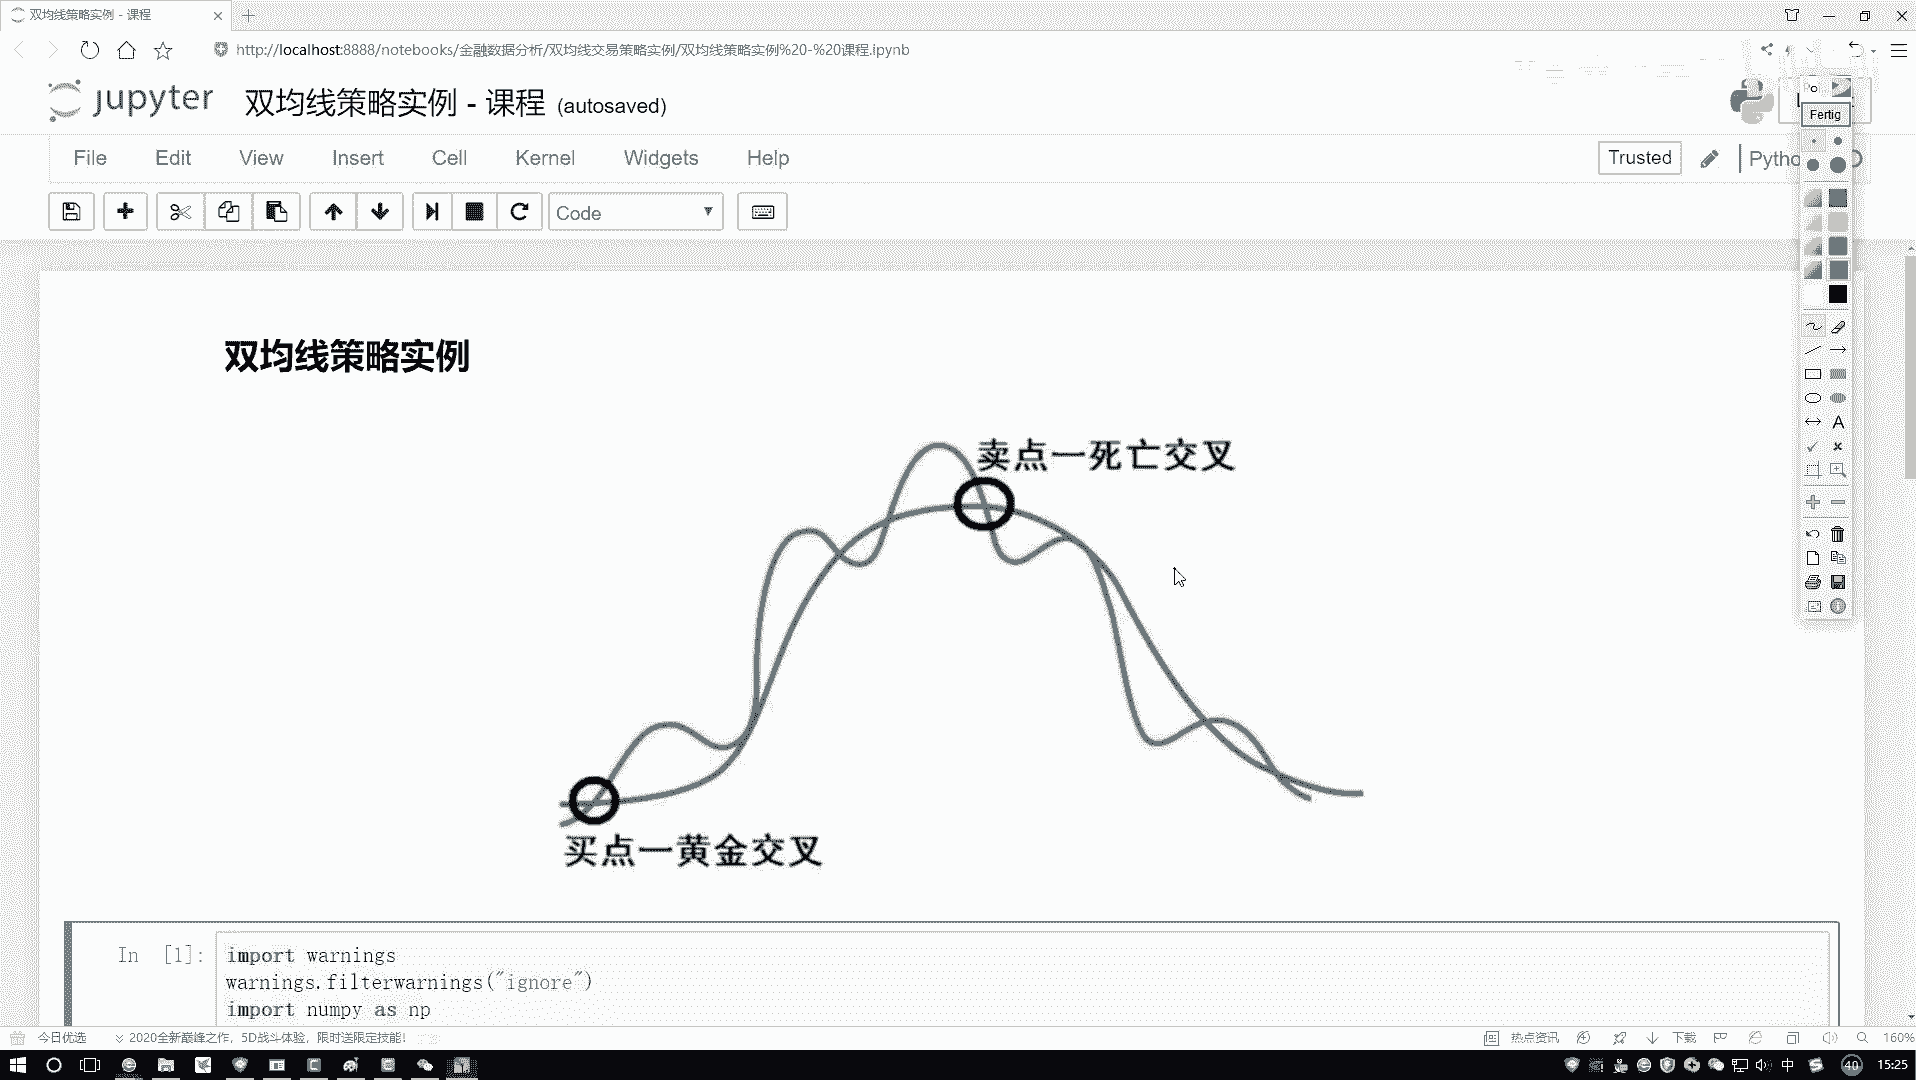 双均线策略实例 - 课程
http://localhost:8888/notebooks/金融数据分析/双均线交易策略实例/双均线策略实例%20-%20课程.ipynb
jupyter 双均线策略实例 - 课程 (autosaved)
Fertig
File Edit View Insert Cell Kernel Widgets Help
Trusted
Code
双均线策略实例
卖点一死亡交叉
买点一黄金交叉
In [1]:
import warnings
warnings.filterwarnings("ignore")
import numpy as np
今日优选 2020全新巅峰之作，5D战斗体验，限时送限定技能！ 热点资讯 下载 160%
中 40 15:25